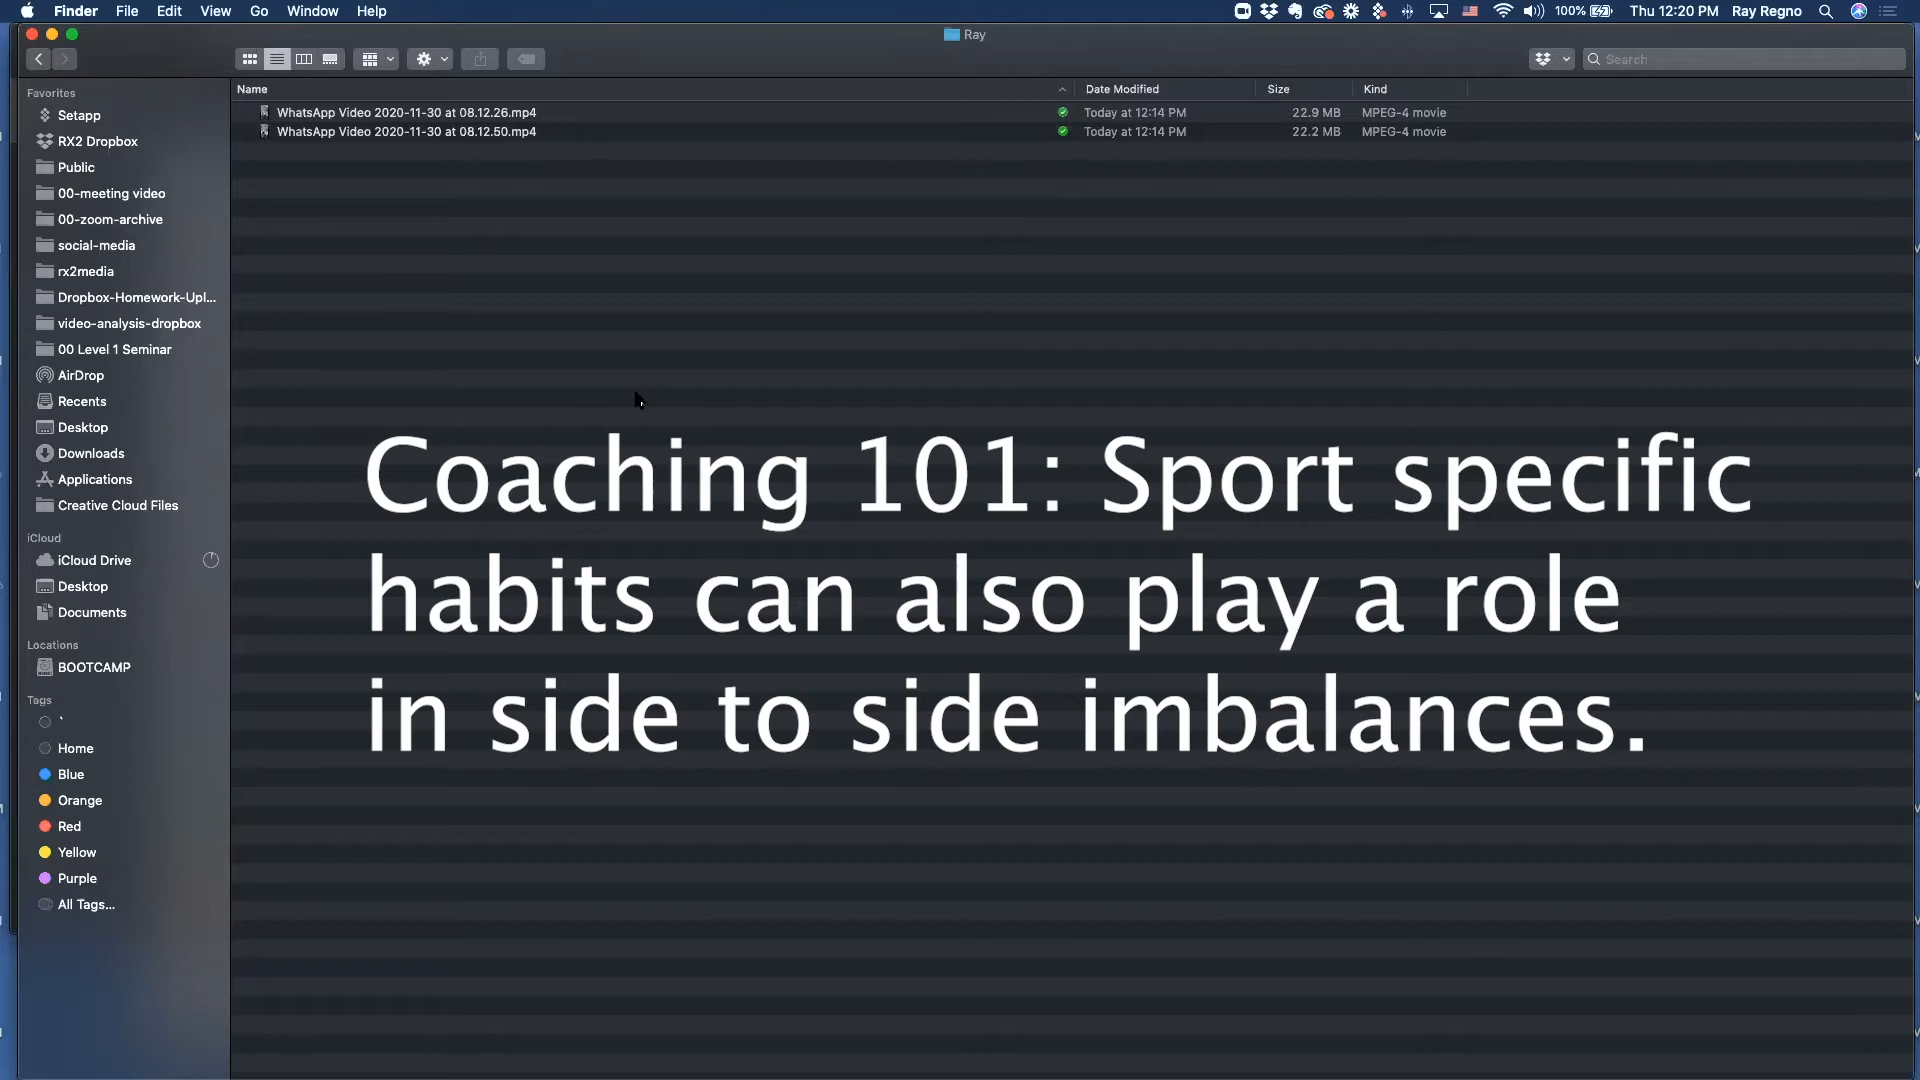 Finder File Edit View Go Window Help
100% Thu 12:20 PM Ray Regno
Ray
Search
Favorites
Setapp
RX2 Dropbox
Public
00-meeting video
00-zoom-archive
social-media
rx2media
Dropbox-Homework-Upl...
video-analysis-dropbox
00 Level 1 Seminar
AirDrop
Recents
Desktop
Downloads
Applications
Creative Cloud Files
iCloud
iCloud Drive
Desktop
Documents
Locations
BOOTCAMP
Tags
Home
Blue
Orange
Red
Yellow
Purple
All Tags...
Name Date Modified Size Kind
WhatsApp Video 2020-11-30 at 08.12.26.mp4 Today at 12:14 PM 22.9 MB MPEG-4 movie
WhatsApp Video 2020-11-30 at 08.12.50.mp4 Today at 12:14 PM 22.2 MB MPEG-4 movie
Coaching 101: Sport specific
habits can also play a role
in side to side imbalances.